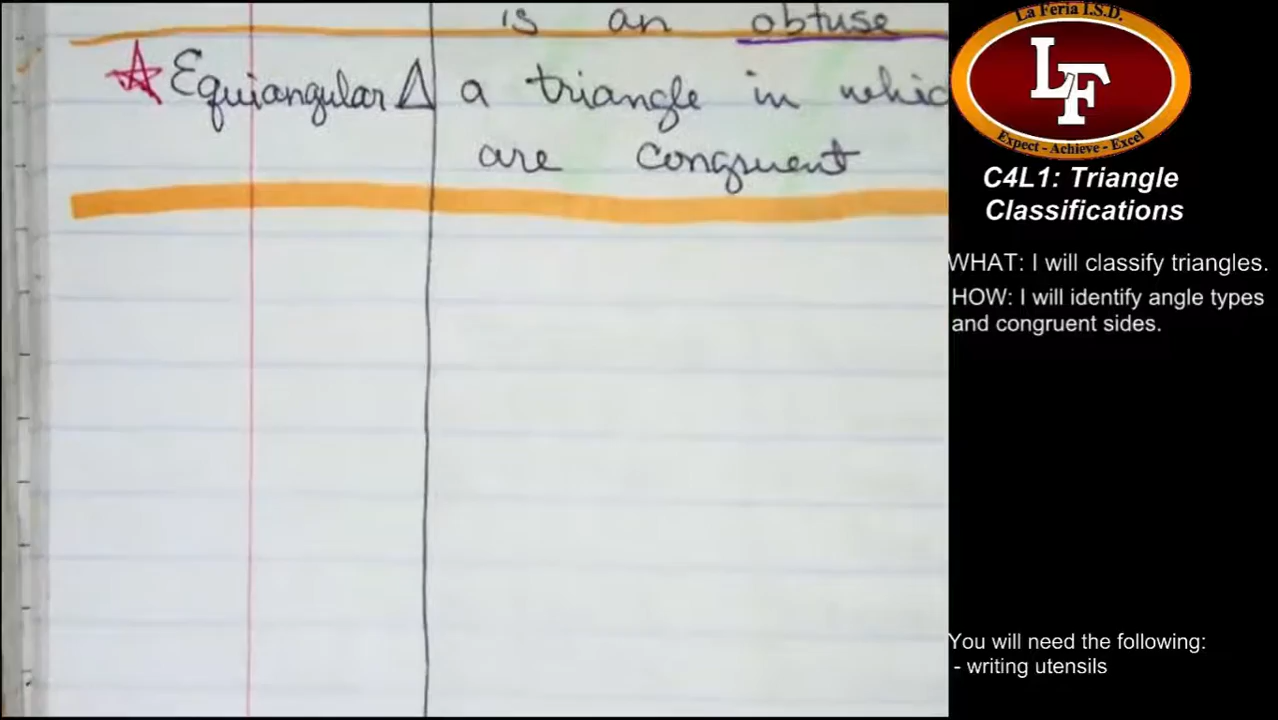 is an obtuse
Equiangular △ a triangle in
are congruent
La Feria I.S.D.
LF
Expect - Achieve - Excel
C4L1: Triangle
Classifications
WHAT: I will classify triangles.
HOW: I will identify angle types
and congruent sides.
You will need the following:
- writing utensils